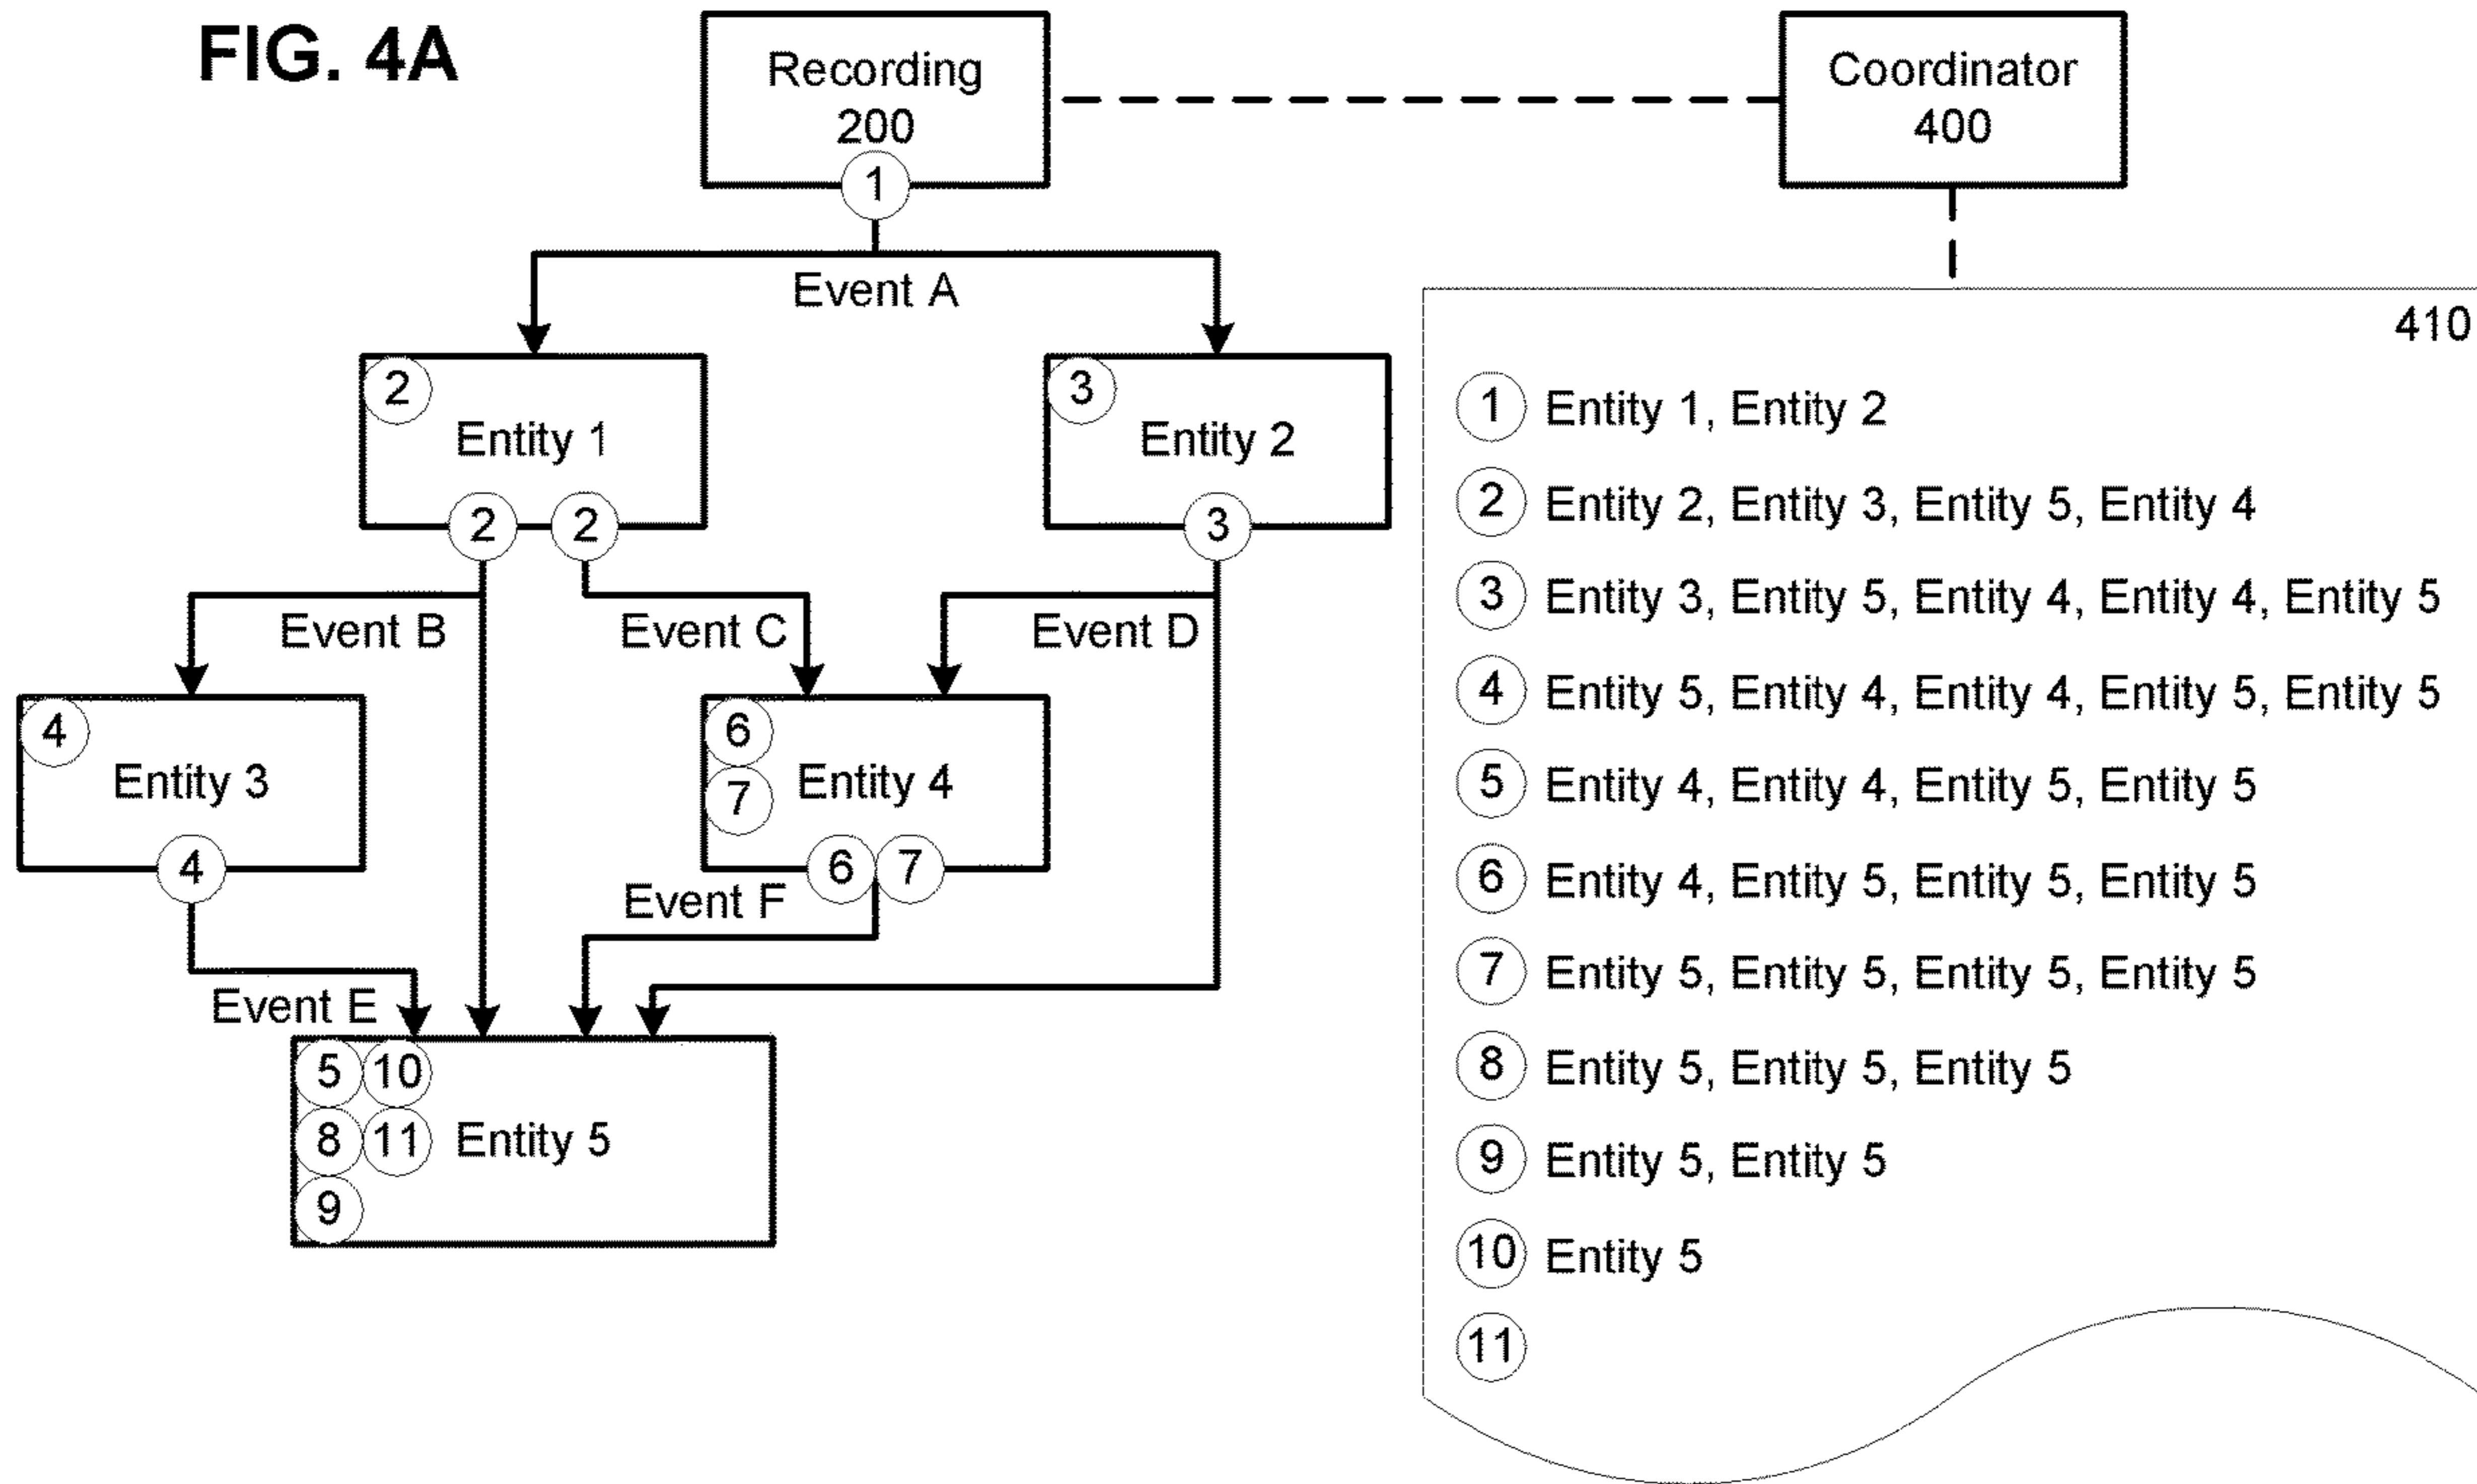 FIG. 4A
Recording
200
1
Coordinator
400
Event A
2
Entity 1
2 2
3
Entity 2
3
Event B
Event C
Event D
4
Entity 3
4
6
7
Entity 4
6 7
Event F
Event E
5 10
8 11
9
Entity 5
410
1 Entity 1, Entity 2
2 Entity 2, Entity 3, Entity 5, Entity 4
3 Entity 3, Entity 5, Entity 4, Entity 4, Entity 5
4 Entity 5, Entity 4, Entity 4, Entity 5, Entity 5
5 Entity 4, Entity 4, Entity 5, Entity 5
6 Entity 4, Entity 5, Entity 5, Entity 5
7 Entity 5, Entity 5, Entity 5, Entity 5
8 Entity 5, Entity 5, Entity 5
9 Entity 5, Entity 5
10 Entity 5
11